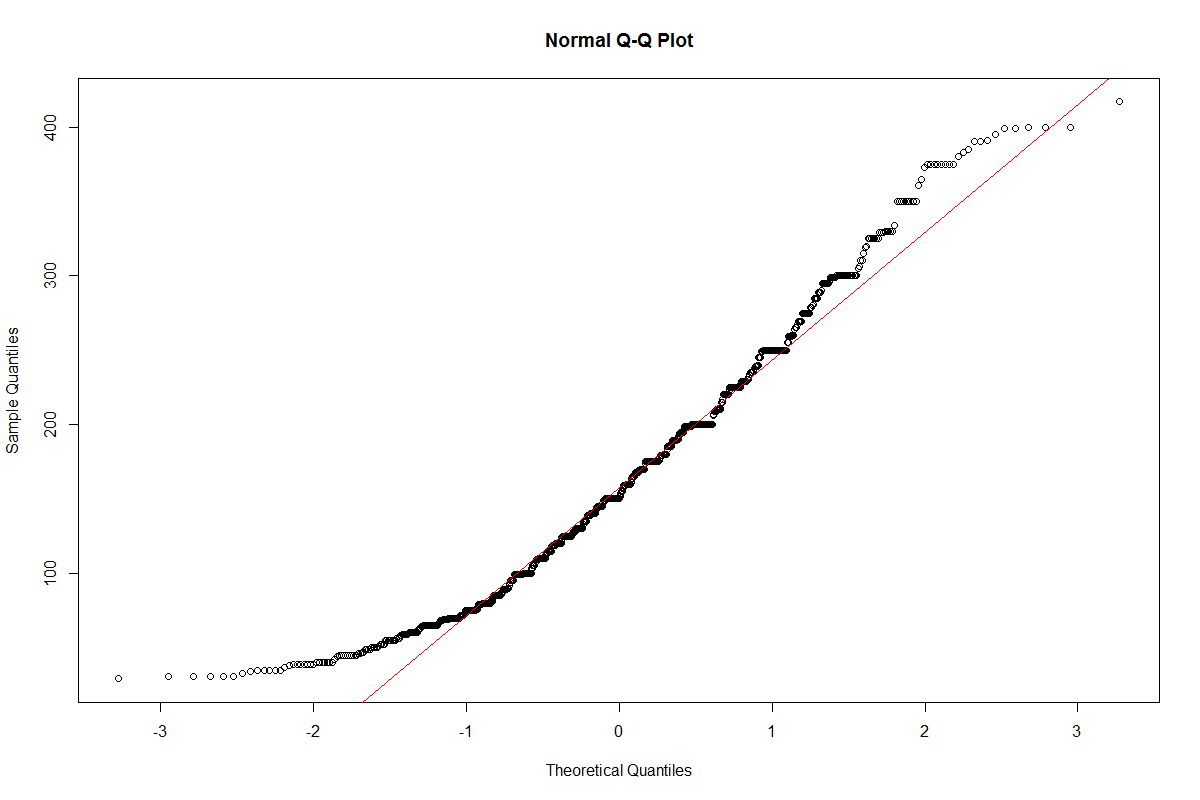 Normal Q-Q Plot
Sample Quantiles
400
300
200
100
-3 -2 -1 0 1 2 3
Theoretical Quantiles